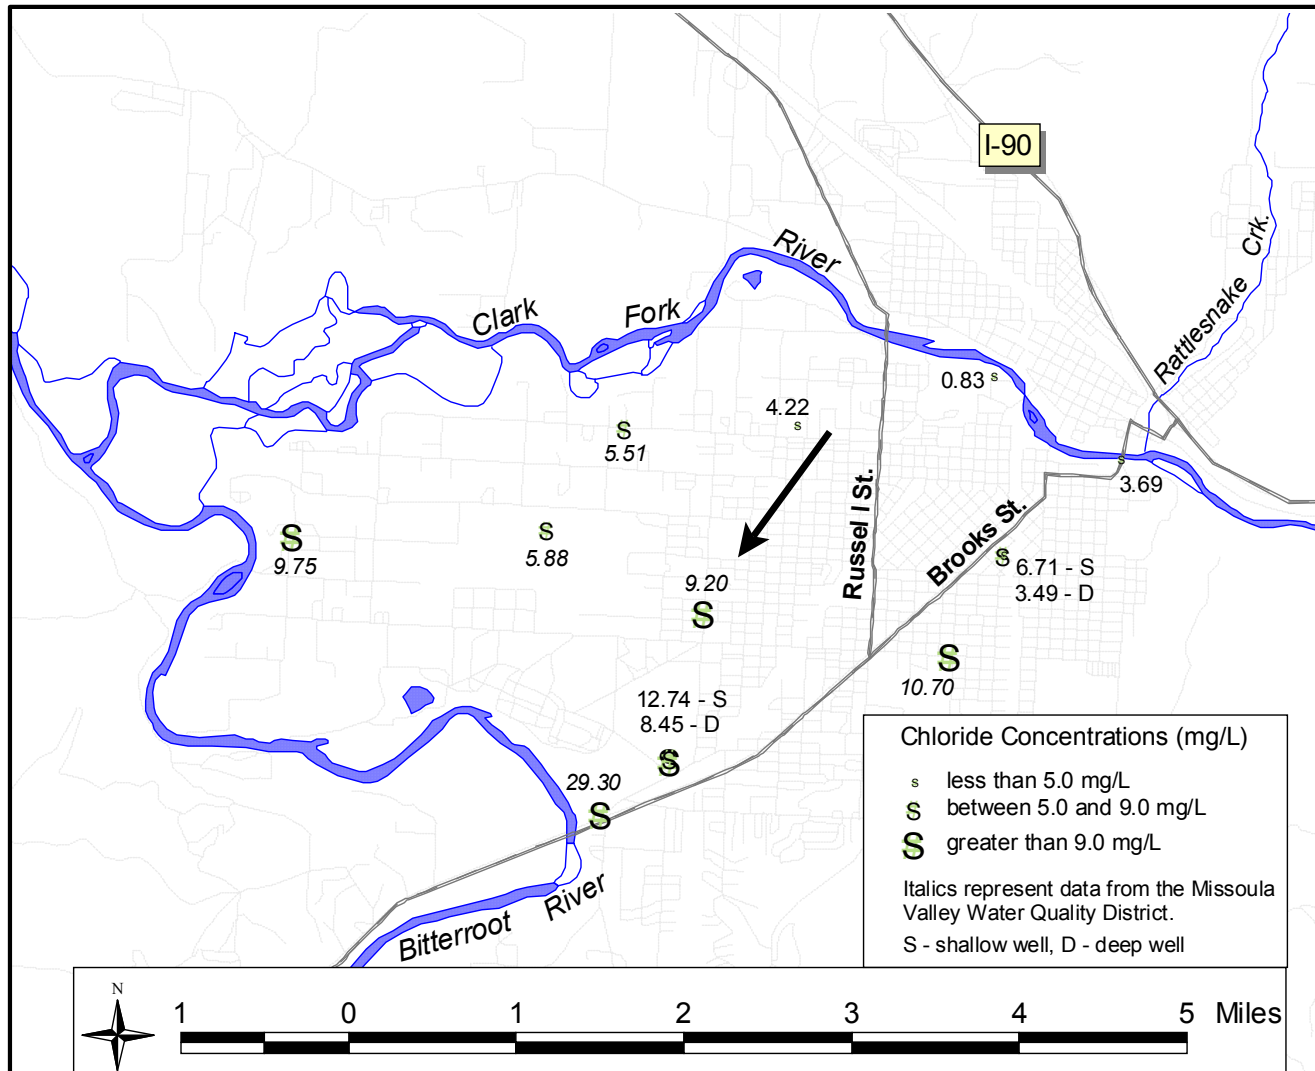 I-90
Rattlesnake Crk.
River
Clark
Fork
0.83 s
4.22
s
S
5.51
s
3.69
Russel l St.
Brooks St.
S
9.75
S
5.88
S
6.71 - S
3.49 - D
9.20
S
S
10.70
12.74 - S
8.45 - D
S
29.30
S
Bitterroot River
Chloride Concentrations (mg/L)
s less than 5.0 mg/L
S between 5.0 and 9.0 mg/L
S greater than 9.0 mg/L
Italics represent data from the Missoula
Valley Water Quality District.
S - shallow well, D - deep well
N
1 0 1 2 3 4 5 Miles